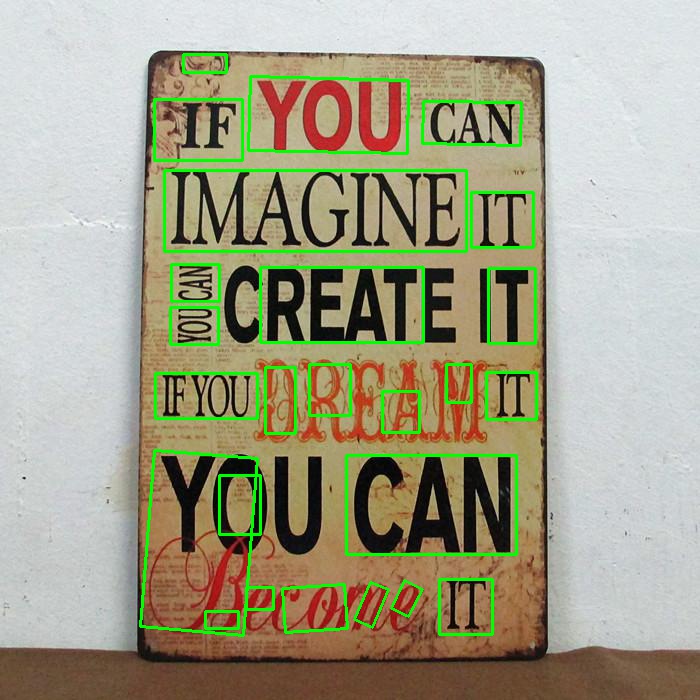 IF YOU CAN
IMAGINE IT
YOU CAN CREATE IT
IF YOU DREAM IT
YOU CAN
Become IT